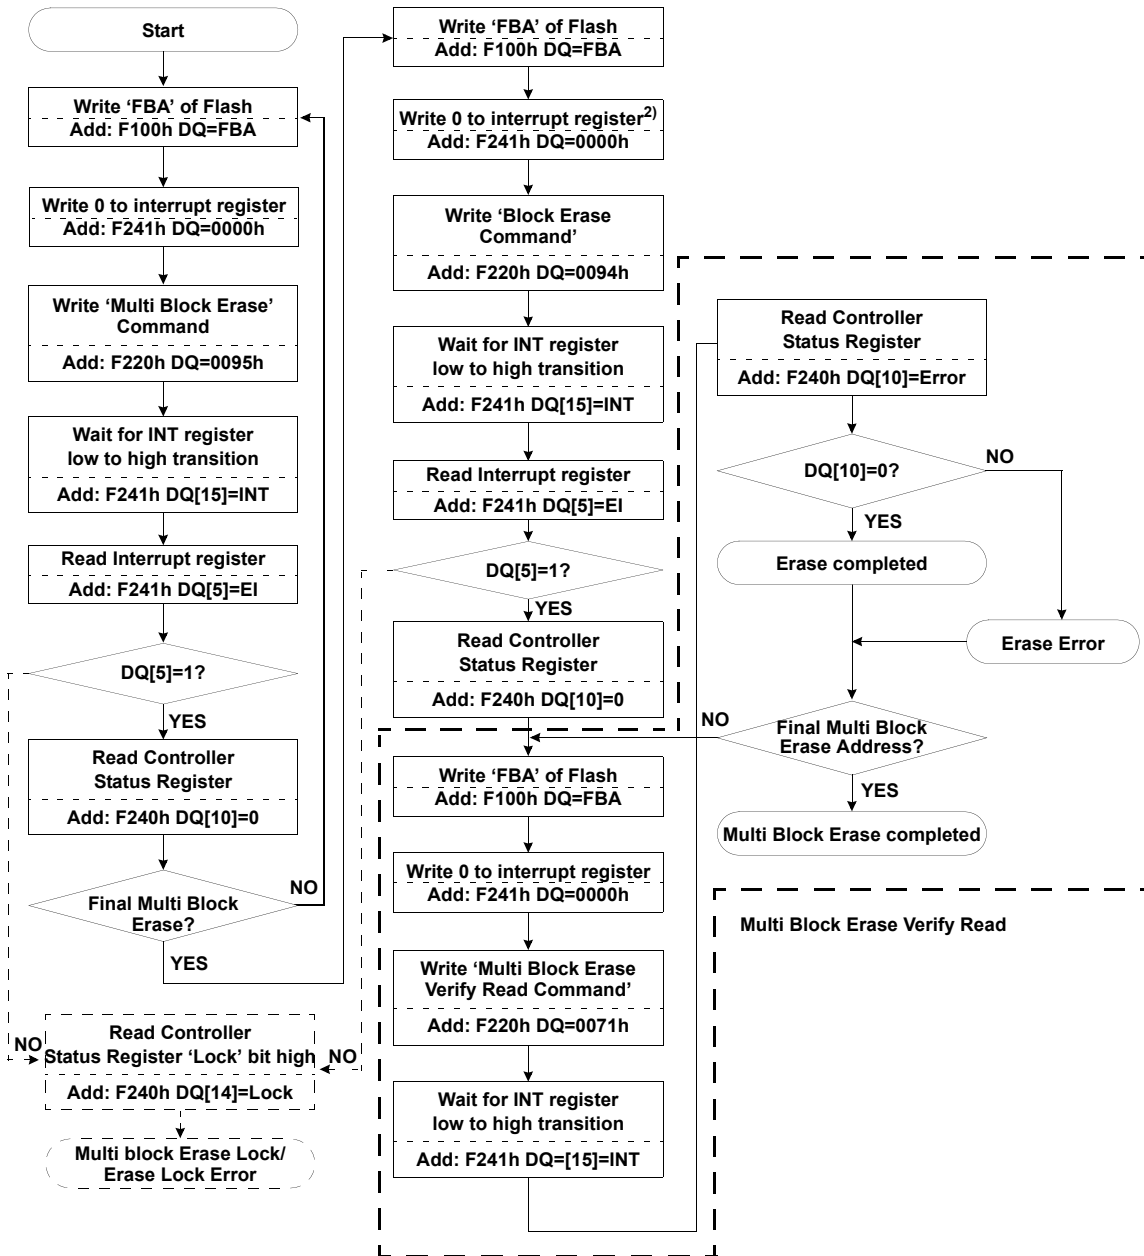 Start
Write ‘FBA’ of Flash
Add: F100h DQ=FBA
Write 0 to interrupt register
Add: F241h DQ=0000h
Write ‘Multi Block Erase’
Command
Add: F220h DQ=0095h
Wait for INT register
low to high transition
Add: F241h DQ[15]=INT
Read Interrupt register
Add: F241h DQ[5]=EI
DQ[5]=1?
YES
NO
Read Controller
Status Register
Add: F240h DQ[10]=0
Final Multi Block
Erase?
NO
YES
Read Controller
Status Register ‘Lock’ bit high
Add: F240h DQ[14]=Lock
Multi block Erase Lock/
Erase Lock Error
Write ‘FBA’ of Flash
Add: F100h DQ=FBA
Write 0 to interrupt register2)
Add: F241h DQ=0000h
Write ‘Block Erase
Command’
Add: F220h DQ=0094h
Wait for INT register
low to high transition
Add: F241h DQ[15]=INT
Read Interrupt register
Add: F241h DQ[5]=EI
DQ[5]=1?
YES
NO
Read Controller
Status Register
Add: F240h DQ[10]=0
Write ‘FBA’ of Flash
Add: F100h DQ=FBA
Write 0 to interrupt register
Add: F241h DQ=0000h
Write ‘Multi Block Erase
Verify Read Command’
Add: F220h DQ=0071h
Wait for INT register
low to high transition
Add: F241h DQ=[15]=INT
Read Controller
Status Register
Add: F240h DQ[10]=Error
DQ[10]=0?
NO
YES
Erase completed
Erase Error
Final Multi Block
Erase Address?
NO
YES
Multi Block Erase completed
Multi Block Erase Verify Read